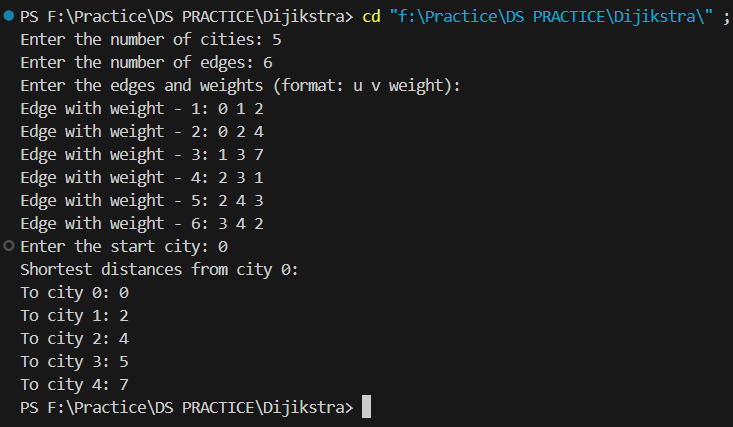 PS F:\Practice\DS PRACTICE\Dijikstra> cd "f:\Practice\DS PRACTICE\Dijikstra\" ;
Enter the number of cities: 5
Enter the number of edges: 6
Enter the edges and weights (format: u v weight):
Edge with weight - 1: 0 1 2
Edge with weight - 2: 0 2 4
Edge with weight - 3: 1 3 7
Edge with weight - 4: 2 3 1
Edge with weight - 5: 2 4 3
Edge with weight - 6: 3 4 2
Enter the start city: 0
Shortest distances from city 0:
To city 0: 0
To city 1: 2
To city 2: 4
To city 3: 5
To city 4: 7
PS F:\Practice\DS PRACTICE\Dijikstra>